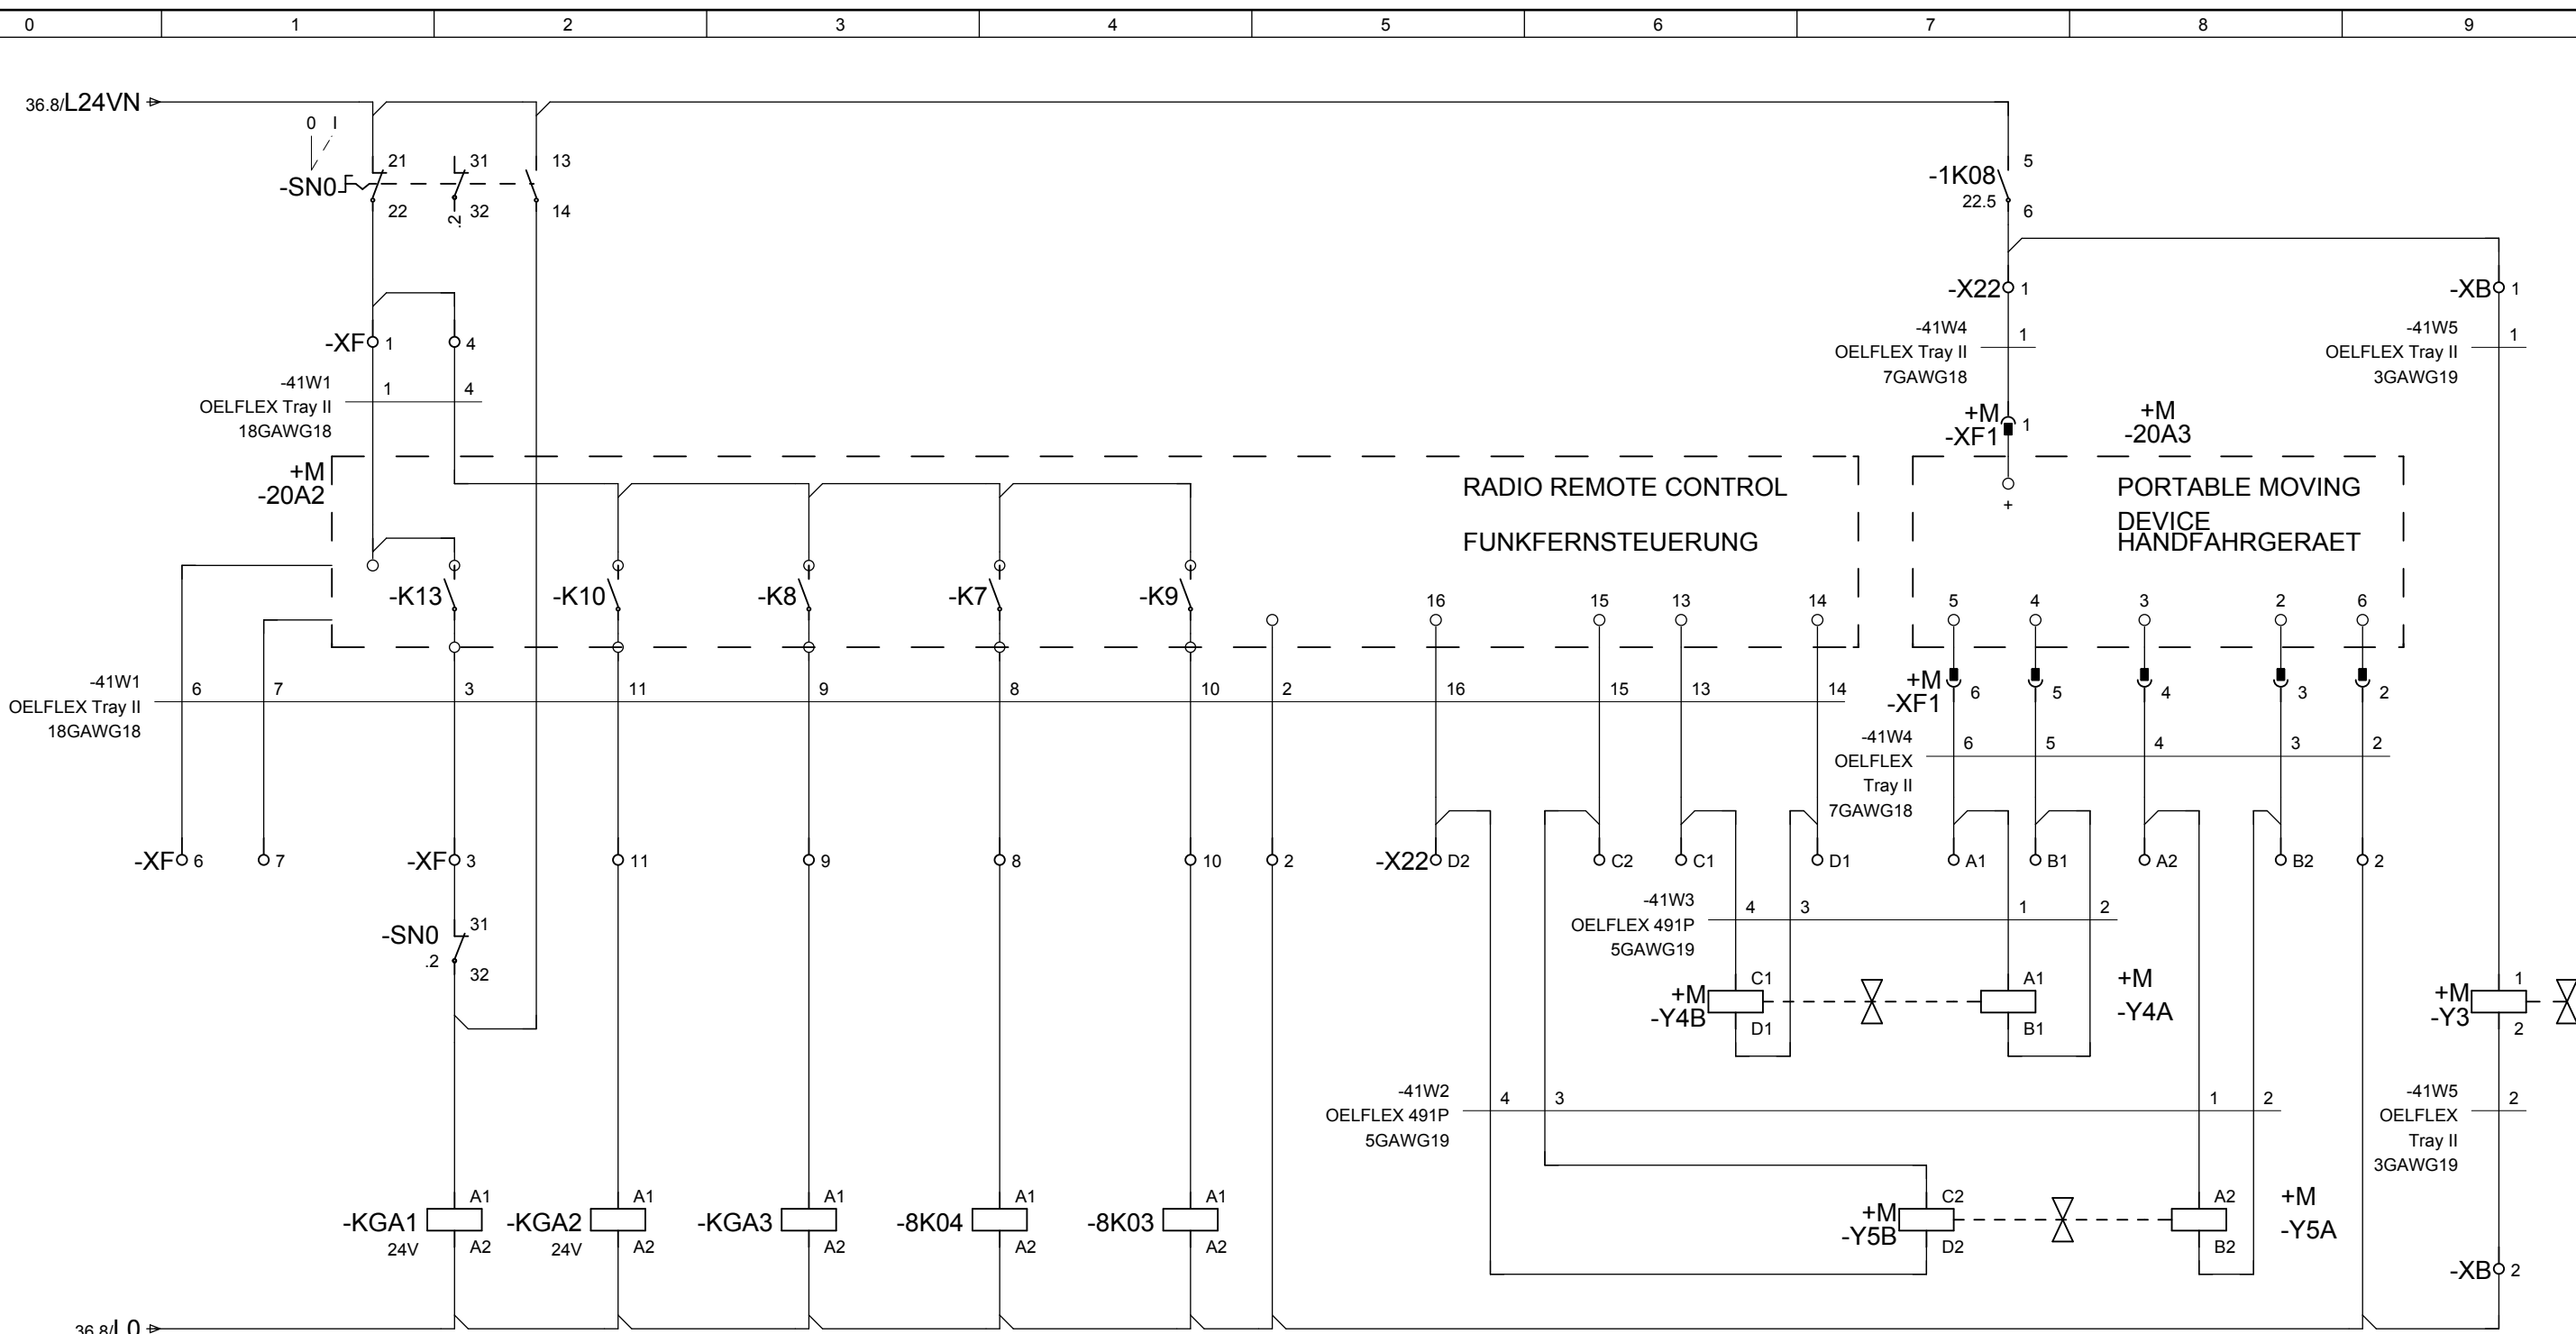 0 1 2 3 4 5 6 7 8 9
36.8/L24VN
0 I
21 31 13
-SN0
22 .2 32 14
5
-1K08
22.5
6
-X22 1 -XB 1
-XF 1 4
-41W4 1 -41W5 1
OELFLEX Tray II OELFLEX Tray II
7GAWG18 3GAWG19
-41W1 1 4
OELFLEX Tray II
18GAWG18
+M +M
-XF1 1 -20A3
+M
-20A2
RADIO REMOTE CONTROL PORTABLE MOVING
+
DEVICE
FUNKFERNSTEUERUNG HANDFAHRGERAET
-K13 -K10 -K8 -K7 -K9
16 15 13 14 5 4 3 2 6
-41W1 6 7 3 11 9 8 10 2 16 15 13 14
OELFLEX Tray II
18GAWG18
+M
-XF1 6 5 4 3 2
-41W4 6 5 4 3 2
OELFLEX
Tray II
7GAWG18
-XF 6 7 -XF 3 11 9 8 10 2 -X22 D2 C2 C1 D1 A1 B1 A2 B2 2
-41W3 4 3 1 2
OELFLEX 491P
5GAWG19
31
-SN0
.2
32
C1 A1 +M 1
+M +M
-Y4B -Y4A -Y3
D1 B1 2
-41W2 4 3 1 2 -41W5 2
OELFLEX 491P OELFLEX
5GAWG19 Tray II
3GAWG19
A1 A1 A1 A1 A1 C2 A2 +M
-KGA1 -KGA2 -KGA3 -8K04 -8K03 +M
-Y5B -Y5A
24V A2 24V A2 A2 A2 A2 D2 B2
-XB 2
36.8/L0